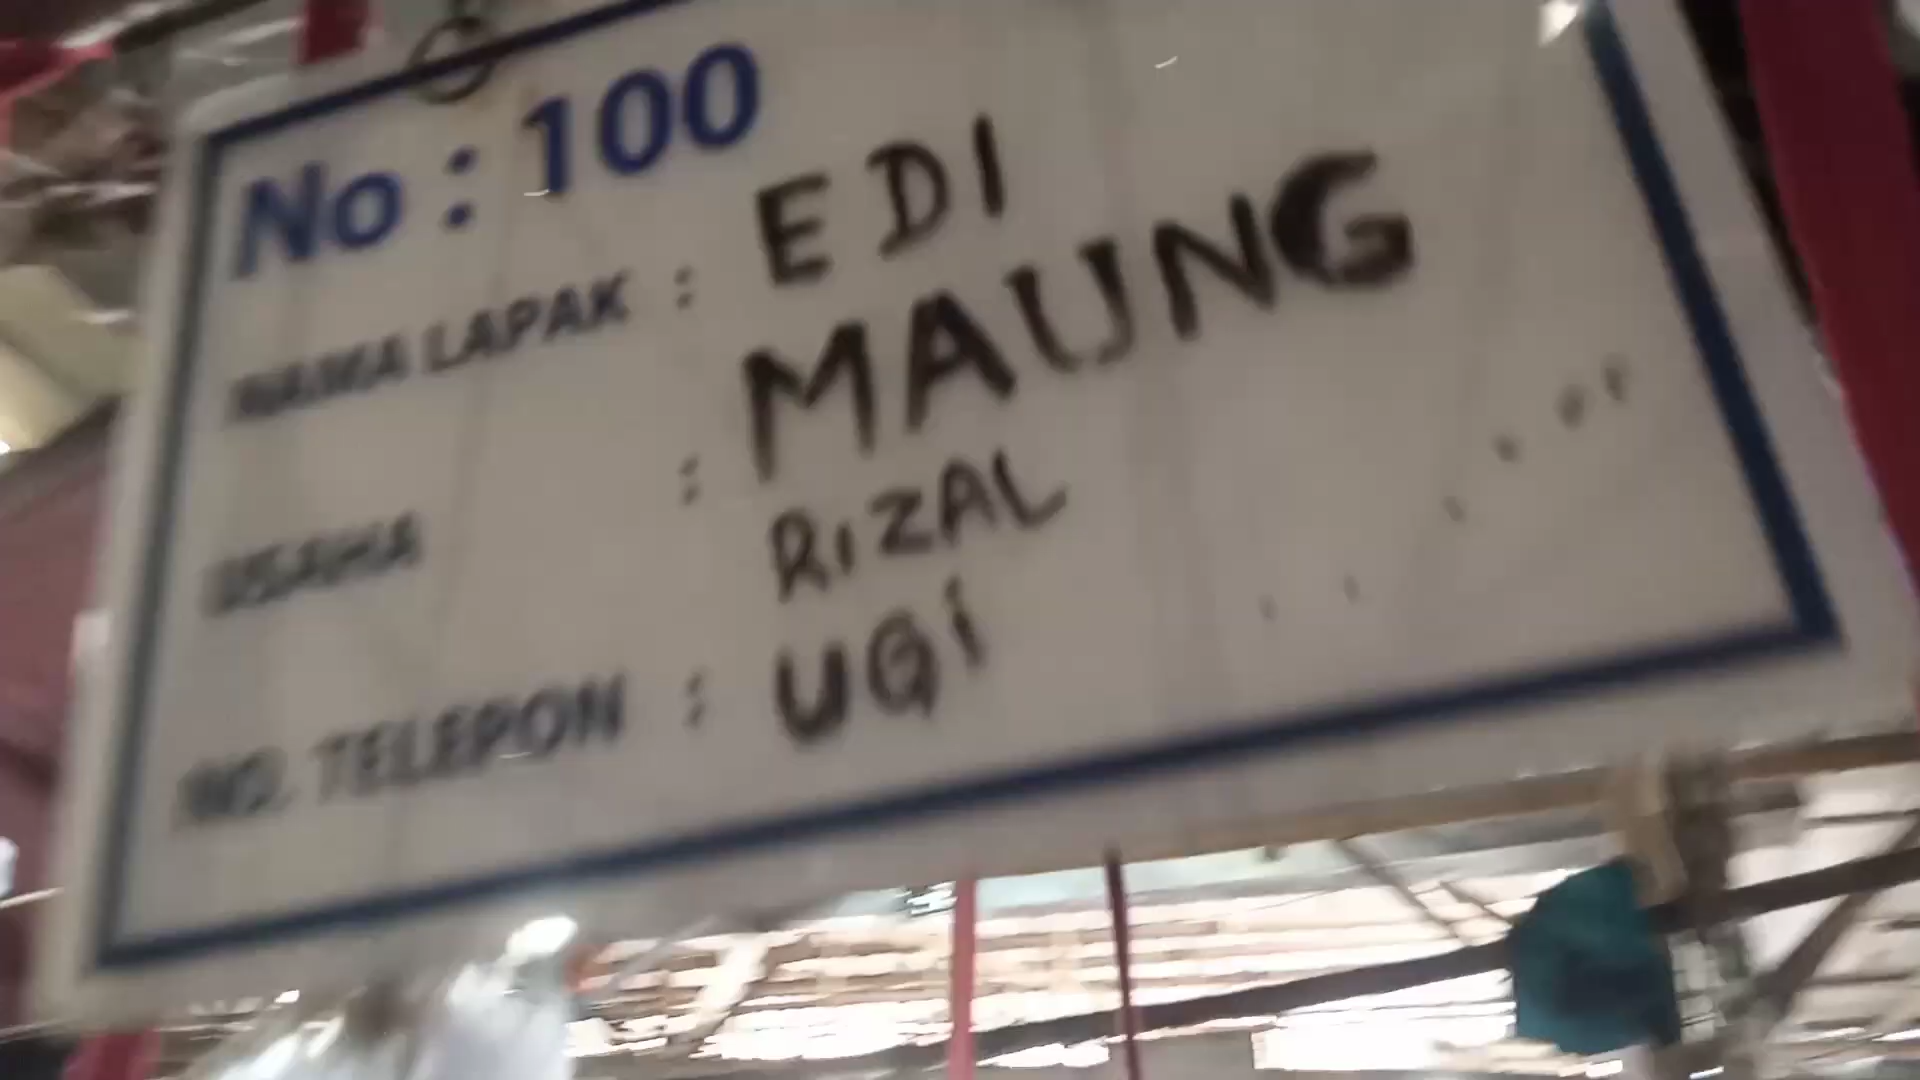 No : 100
NAMA LAPAK : EDI
: MAUNG
USAHA RIZAL
NO. TELEPON : UGI